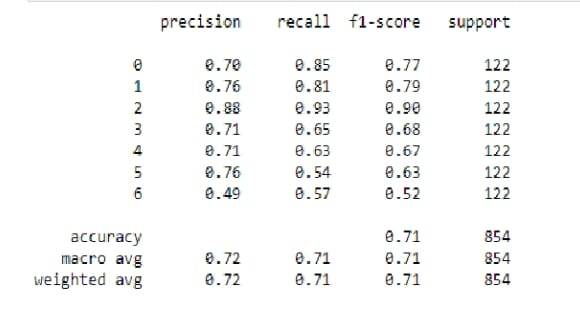 precision recall f1-score support
0 0.70 0.85 0.77 122
1 0.76 0.81 0.79 122
2 0.88 0.93 0.90 122
3 0.71 0.65 0.68 122
4 0.71 0.63 0.67 122
5 0.76 0.54 0.63 122
6 0.49 0.57 0.52 122
accuracy 0.71 854
macro avg 0.72 0.71 0.71 854
weighted avg 0.72 0.71 0.71 854